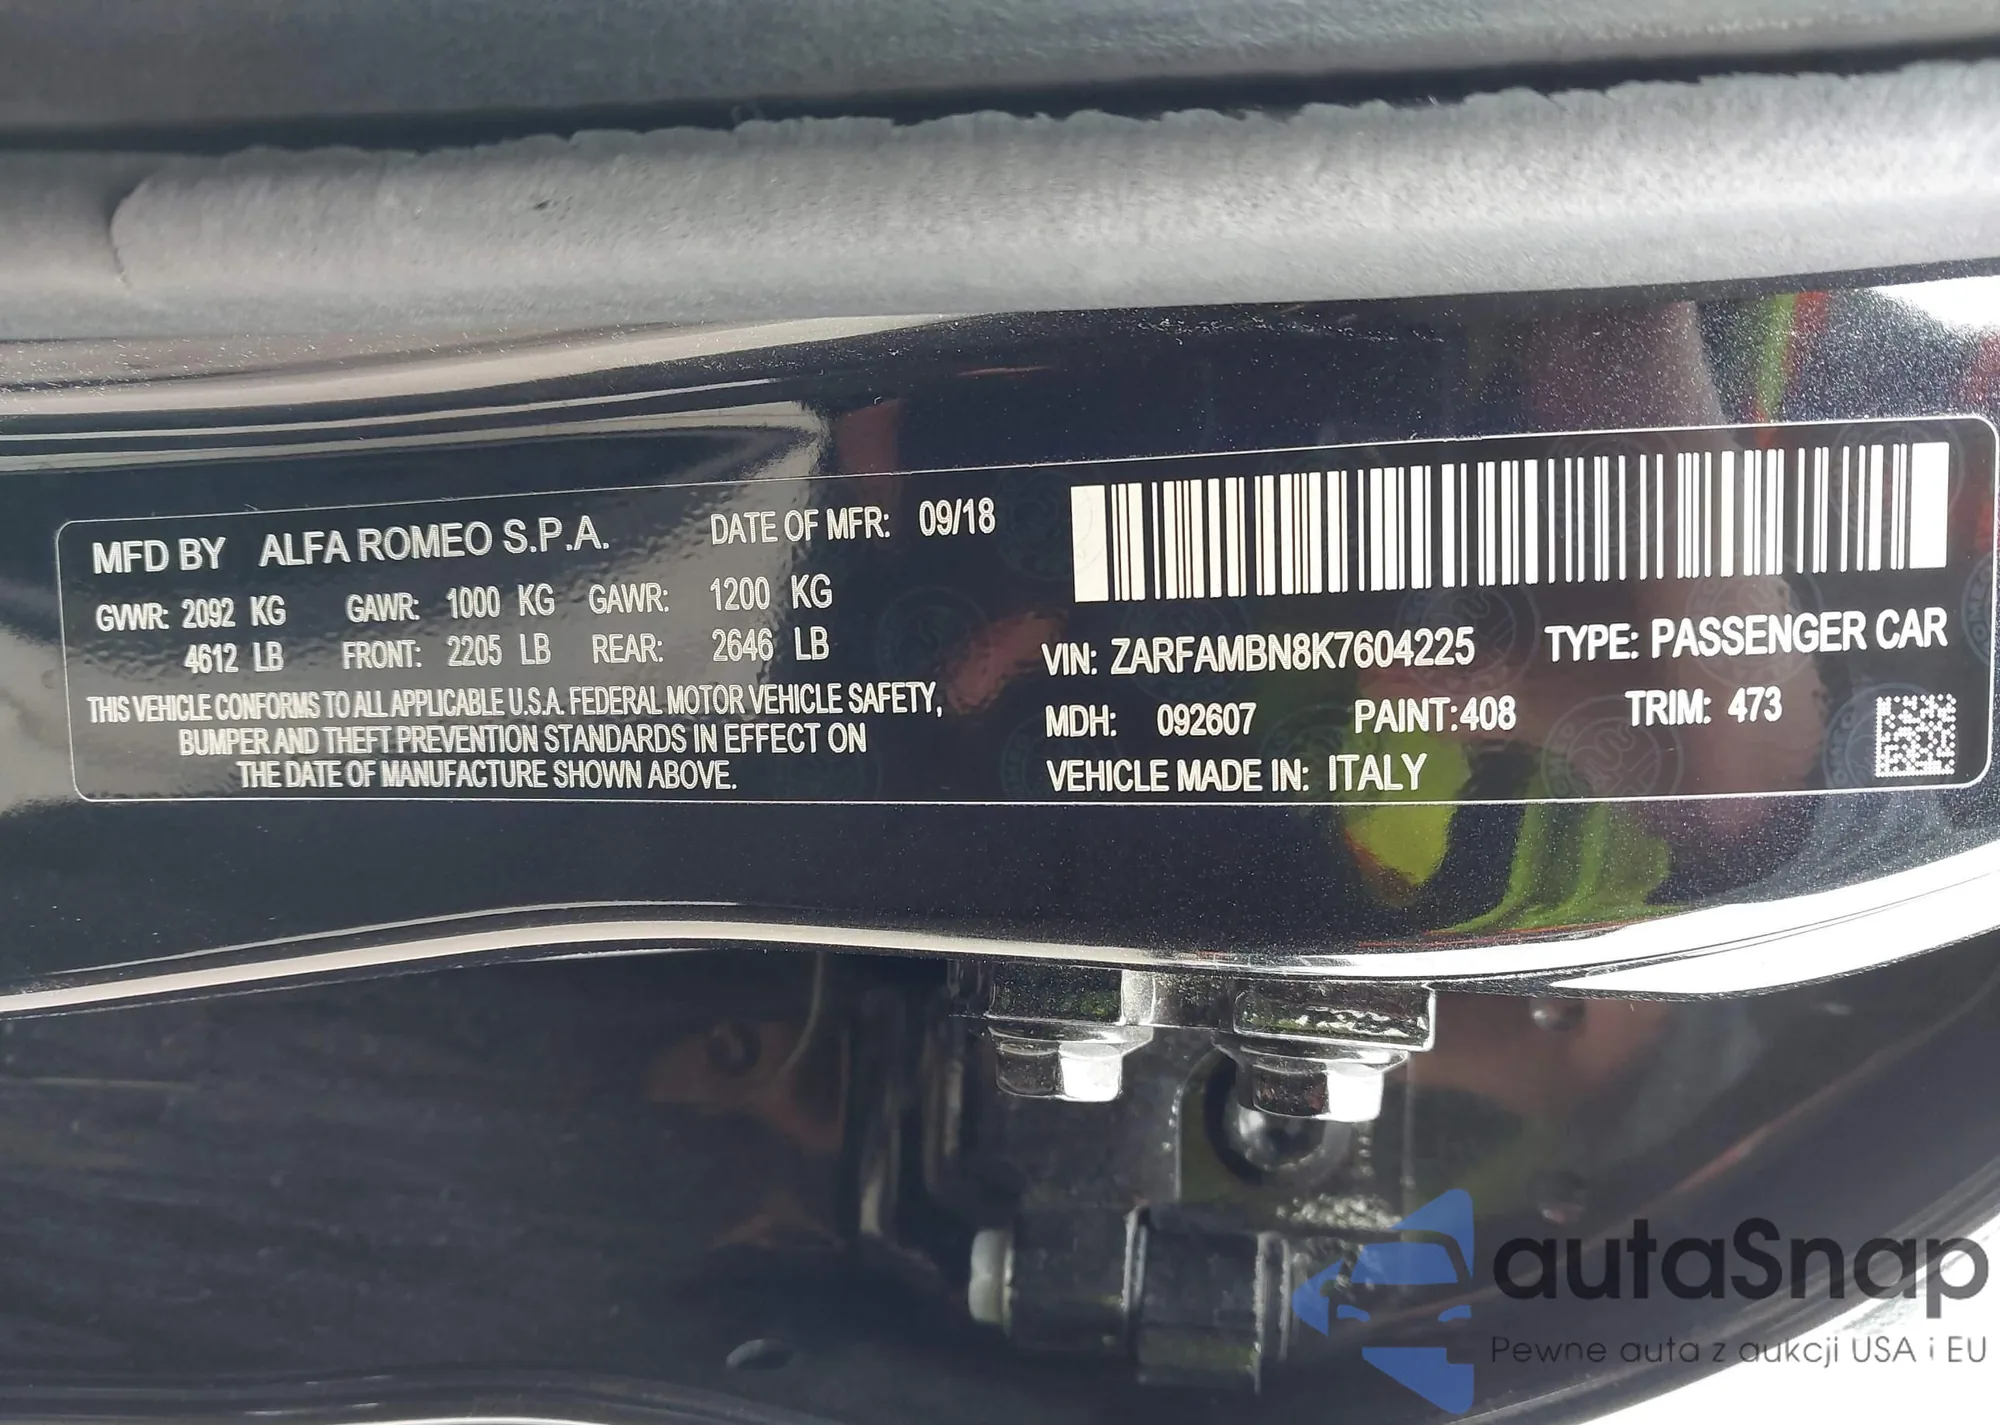 MFD BY ALFA ROMEO S.P.A. DATE OF MFR: 09/18
GVWR: 2092 KG GAWR: 1000 KG GAWR: 1200 KG
4612 LB FRONT: 2205 LB REAR: 2646 LB
THIS VEHICLE CONFORMS TO ALL APPLICABLE U.S.A. FEDERAL MOTOR VEHICLE SAFETY,
BUMPER AND THEFT PREVENTION STANDARDS IN EFFECT ON
THE DATE OF MANUFACTURE SHOWN ABOVE.
VIN: ZARFAMBN8K7604225 TYPE: PASSENGER CAR
MDH: 092607 PAINT:408 TRIM: 473
VEHICLE MADE IN: ITALY
autaSnap
Pewne auta z aukcji USA i EU